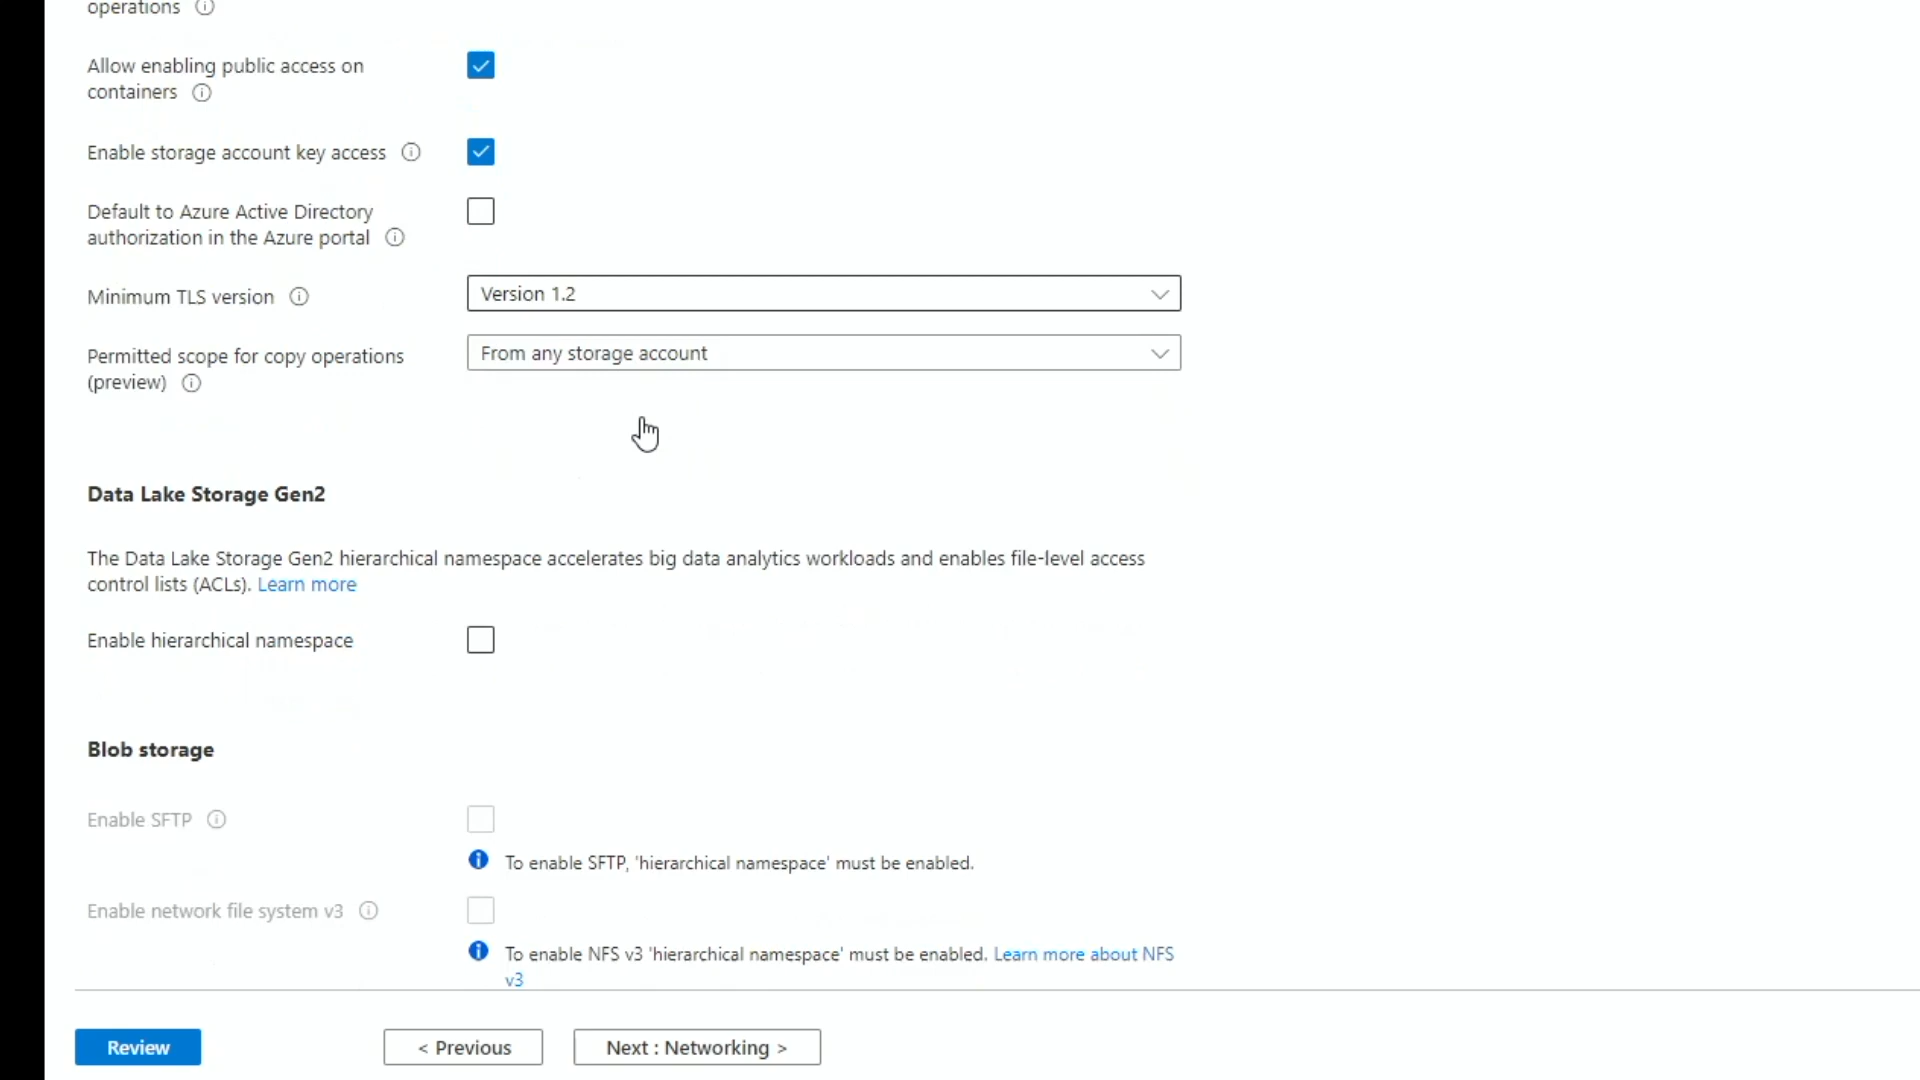 operations
Allow enabling public access on
containers
Enable storage account key access
Default to Azure Active Directory
authorization in the Azure portal
Minimum TLS version
Version 1.2
Permitted scope for copy operations
(preview)
From any storage account
Data Lake Storage Gen2
The Data Lake Storage Gen2 hierarchical namespace accelerates big data analytics workloads and enables file-level access
control lists (ACLs). Learn more
Enable hierarchical namespace
Blob storage
Enable SFTP
To enable SFTP, 'hierarchical namespace' must be enabled.
Enable network file system v3
To enable NFS v3 'hierarchical namespace' must be enabled. Learn more about NFS
v3
Review
< Previous
Next : Networking >